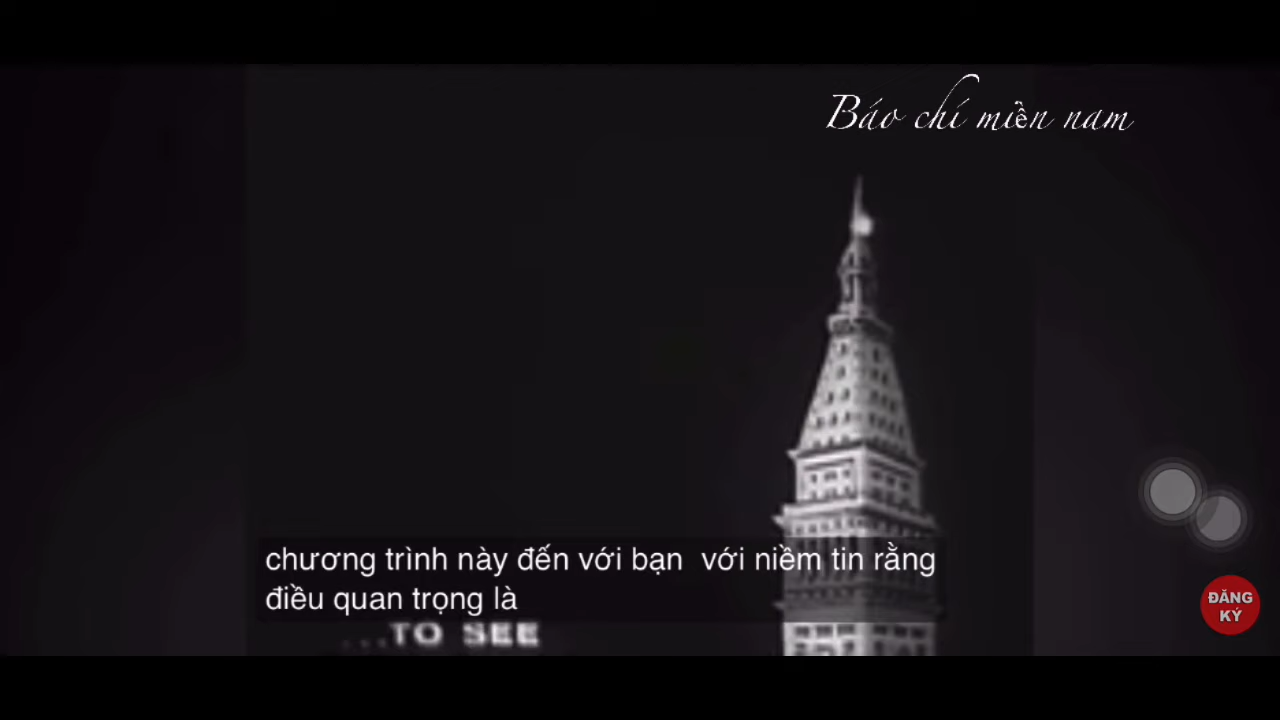 Báo chí miền nam
chương trình này đến với bạn với niềm tin rằng
điều quan trọng là
...TO SEE
ĐĂNG
KÝ